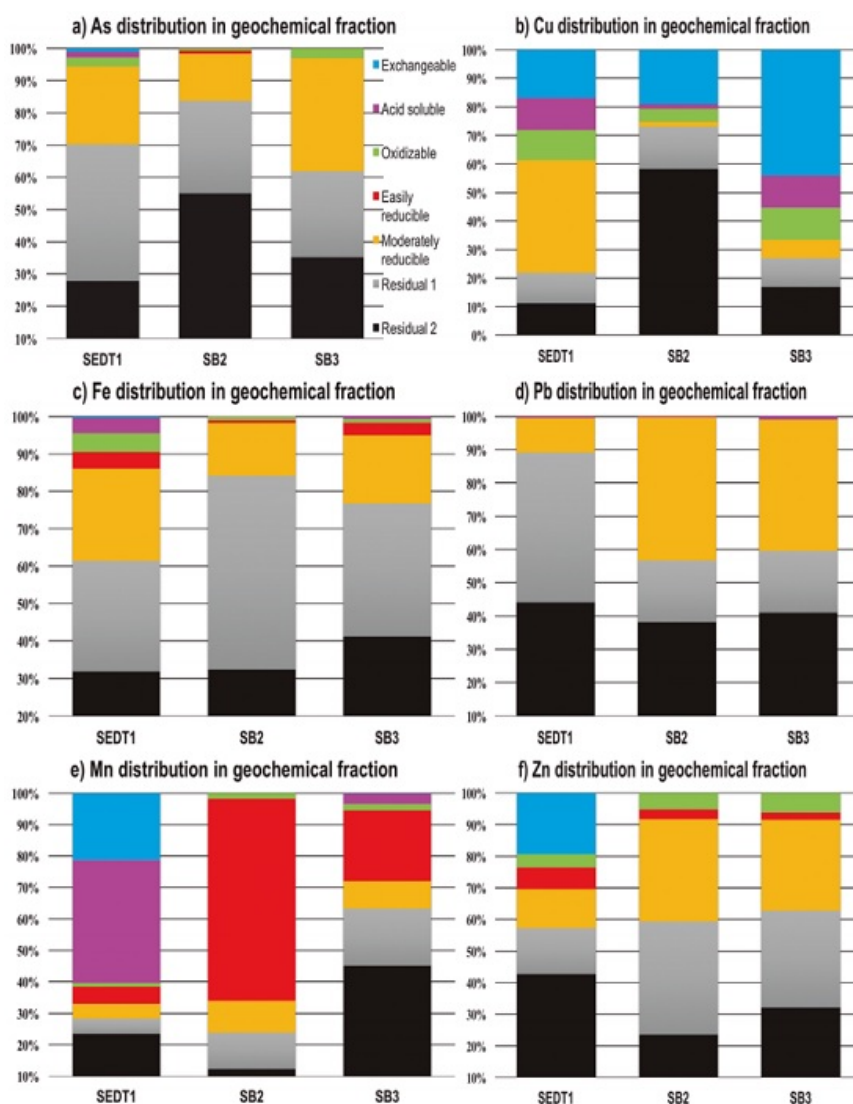 a) As distribution in geochemical fraction
100%
90%
80%
70%
60%
50%
40%
30%
20%
10%
SEDT1 SB2 SB3
Exchangeable
Acid soluble
Oxidizable
Easily
reducible
Moderately
reducible
Residual 1
Residual 2
b) Cu distribution in geochemical fraction
100%
90%
80%
70%
60%
50%
40%
30%
20%
10%
0%
SEDT1 SB2 SB3
c) Fe distribution in geochemical fraction
100%
90%
80%
70%
60%
50%
40%
30%
20%
SEDT1 SB2 SB3
d) Pb distribution in geochemical fraction
100%
90%
80%
70%
60%
50%
40%
30%
20%
10%
SEDT1 SB2 SB3
e) Mn distribution in geochemical fraction
100%
90%
80%
70%
60%
50%
40%
30%
20%
10%
SEDT1 SB2 SB3
f) Zn distribution in geochemical fraction
100%
90%
80%
70%
60%
50%
40%
30%
20%
10%
SEDT1 SB2 SB3